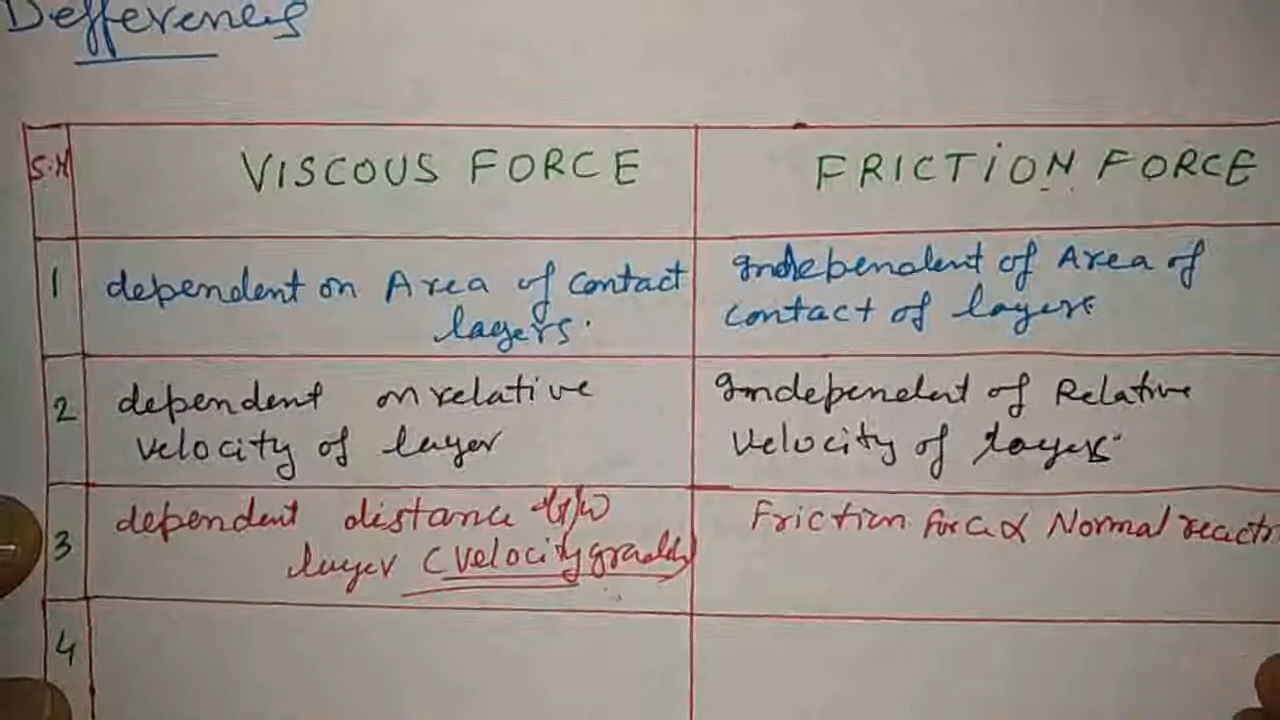 Defferences
S.N VISCOUS FORCE FRICTION FORCE
1 dependent on Area of Contact
layers.
Independent of Area of
contact of layers
2 dependent on relative
velocity of layer
Independent of Relative
velocity of layers
3 dependent distance b/w
layer (velocity
Friction force ∝ Normal
4